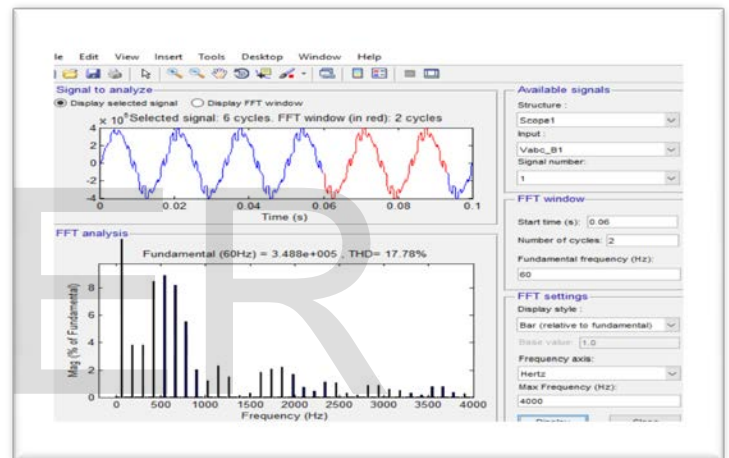 le Edit View Insert Tools Desktop Window Help
Signal to analyze
Display selected signal Display FFT window
x 10^5 Selected signal: 6 cycles. FFT window (in red): 2 cycles
4
2
0
-2
-4
0 0.02 0.04 0.06 0.08 0.1
Time (s)
FFT analysis
Fundamental (60Hz) = 3.488e+005 , THD= 17.78%
8
6
4
2
0
Mag (% of Fundamental)
0 500 1000 1500 2000 2500 3000 3500 4000
Frequency (Hz)
Available signals
Structure :
Scope1
Input :
Vabc_B1
Signal number:
1
FFT window
Start time (s): 0.06
Number of cycles: 2
Fundamental frequency (Hz):
60
FFT settings
Display style :
Bar (relative to fundamental)
Base value: 1.0
Frequency axis:
Hertz
Max Frequency (Hz):
4000
Display Close
ER